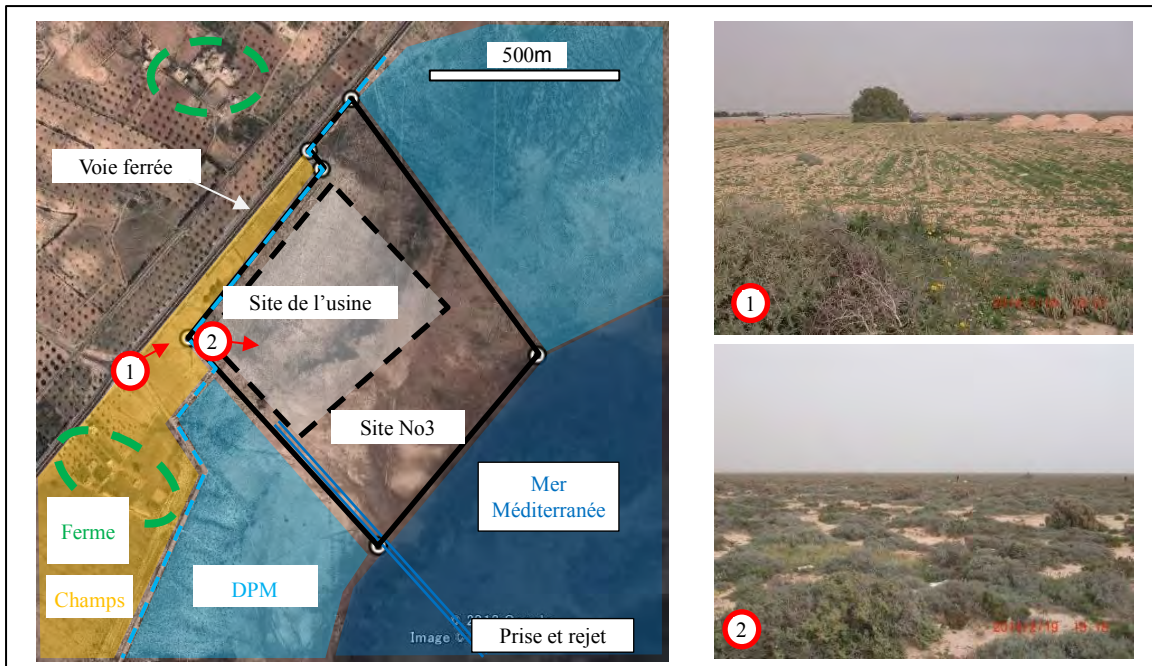 500m
Voie ferrée
Site de l’usine
2
1
Site No3
Mer
Méditerranée
Ferme
Champs
DPM
Image ©
Prise et rejet
1
2